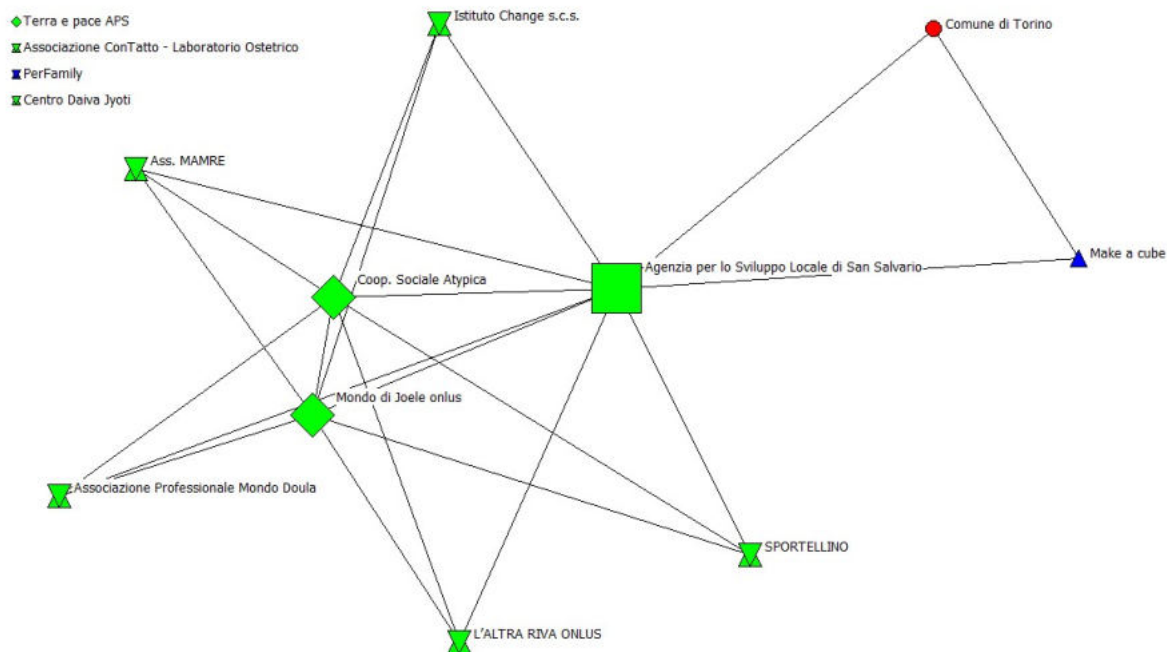 Terra e pace APS
Associazione ConTatto - Laboratorio Ostetrico
PerFamily
Centro Daiva Jyoti
Istituto Change s.c.s.
Comune di Torino
Ass. MAMRE
Make a cube
Agenzia per lo Sviluppo Locale di San Salvario
Coop. Sociale Atypica
Mondo di Joele onlus
Associazione Professionale Mondo Doula
SPORTELLINO
L'ALTRA RIVA ONLUS